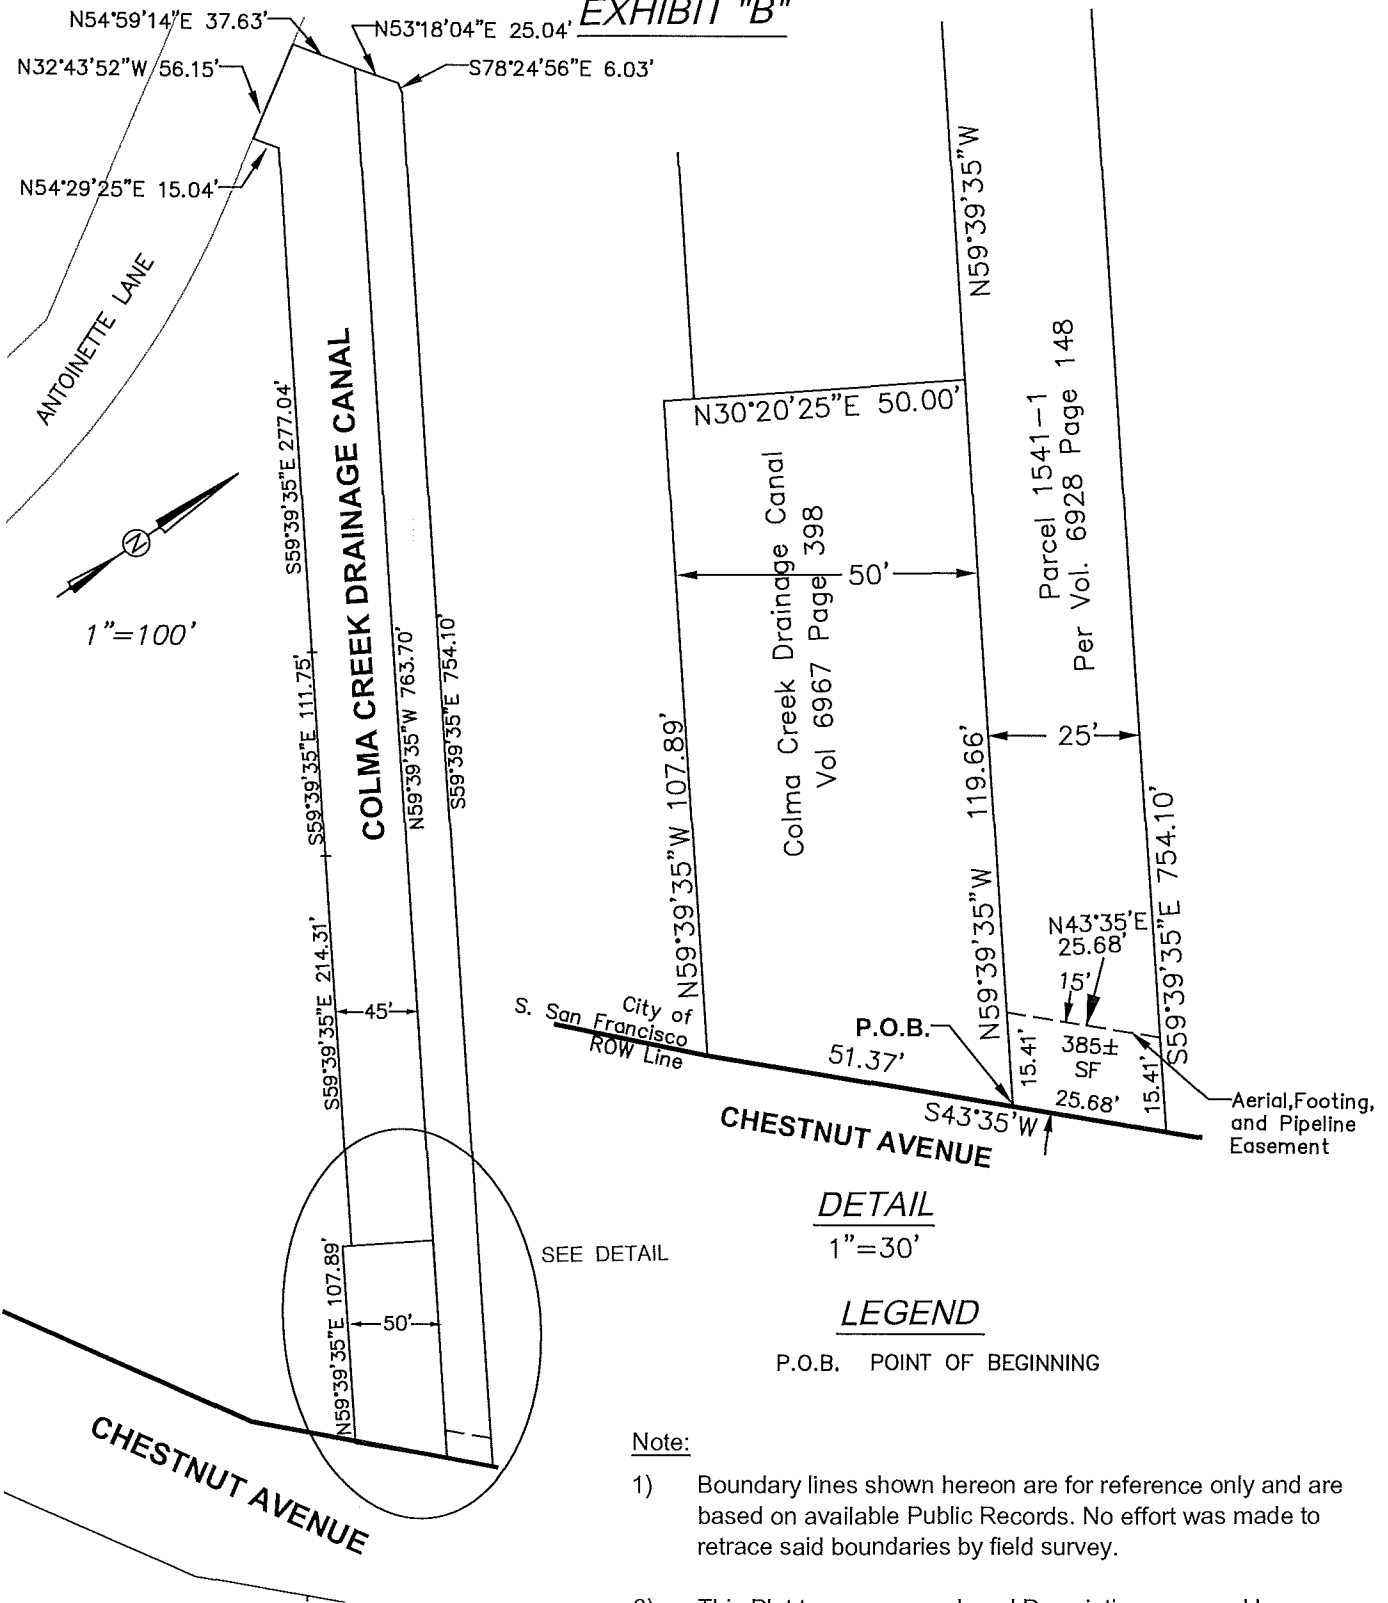 EXHIBIT "B"
N54°59'14"E 37.63'
N53°18'04"E 25.04'
N32°43'52"W 56.15'
S78°24'56"E 6.03'
N54°29'25"E 15.04'
ANTOINETTE LANE
N
1"=100'
S59°39'35"E 277.04'
COLMA CREEK DRAINAGE CANAL
S59°39'35"E 111.75'
N59°39'35"W 763.70'
S59°39'35"E 754.10'
S59°39'35"E 214.31'
45'
N59°39'35"E 107.89'
50'
SEE DETAIL
CHESTNUT AVENUE
N59°39'35"W
N30°20'25"E 50.00'
Colma Creek Drainage Canal
Vol 6967 Page 398
50'
Parcel 1541-1
Per Vol. 6928 Page 148
25'
N59°39'35"W 107.89'
N59°39'35"W 119.66'
S59°39'35"E 754.10'
N43°35'E
25.68'
15'
City of
S. San Francisco
ROW Line
P.O.B.
51.37'
15.41'
385±
SF
15.41'
25.68'
S43°35'W
CHESTNUT AVENUE
Aerial,Footing,
and Pipeline
Easement
DETAIL
1"=30'
LEGEND
P.O.B. POINT OF BEGINNING
Note:
1) Boundary lines shown hereon are for reference only and are
based on available Public Records. No effort was made to
retrace said boundaries by field survey.